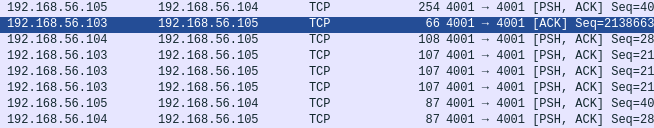 192.168.56.105 192.168.56.104 TCP 254 4001 → 4001 [PSH, ACK] Seq=40
192.168.56.103 192.168.56.105 TCP 66 4001 → 4001 [ACK] Seq=2138663
192.168.56.104 192.168.56.103 TCP 108 4001 → 4001 [PSH, ACK] Seq=28
192.168.56.103 192.168.56.105 TCP 107 4001 → 4001 [PSH, ACK] Seq=21
192.168.56.103 192.168.56.105 TCP 107 4001 → 4001 [PSH, ACK] Seq=21
192.168.56.103 192.168.56.105 TCP 107 4001 → 4001 [PSH, ACK] Seq=21
192.168.56.105 192.168.56.104 TCP 87 4001 → 4001 [PSH, ACK] Seq=40
192.168.56.104 192.168.56.105 TCP 87 4001 → 4001 [PSH, ACK] Seq=28